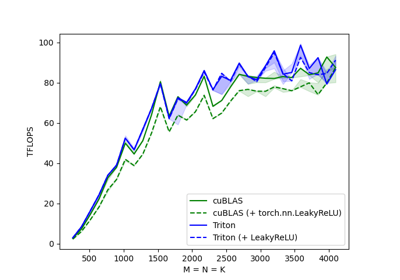 100
80
60
40
20
0
TFLOPS
500 1000 1500 2000 2500 3000 3500 4000
M = N = K
cuBLAS
cuBLAS (+ torch.nn.LeakyReLU)
Triton
Triton (+ LeakyReLU)